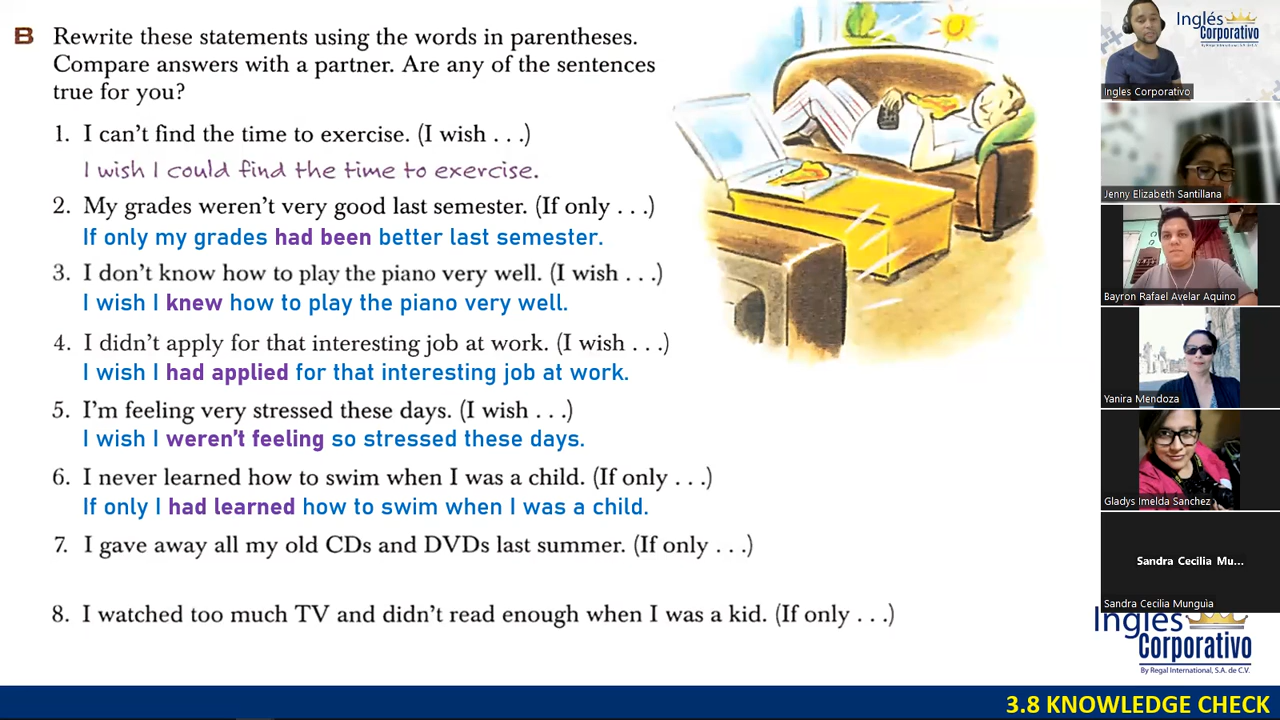 B Rewrite these statements using the words in parentheses.
Compare answers with a partner. Are any of the sentences
true for you?
1. I can't find the time to exercise. (I wish . . .)
I wish I could find the time to exercise.
2. My grades weren't very good last semester. (If only . . .)
If only my grades had been better last semester.
3. I don't know how to play the piano very well. (I wish . . .)
I wish I knew how to play the piano very well.
4. I didn't apply for that interesting job at work. (I wish . . .)
I wish I had applied for that interesting job at work.
5. I'm feeling very stressed these days. (I wish . . .)
I wish I weren't feeling so stressed these days.
6. I never learned how to swim when I was a child. (If only . . .)
If only I had learned how to swim when I was a child.
7. I gave away all my old CDs and DVDs last summer. (If only . . .)
8. I watched too much TV and didn't read enough when I was a kid. (If only . . .)
Inglés
Corporativo
By Regal International, S.A. de C.V.
Ingles Corporativo
Jenny Elizabeth Santillana
Bayron Rafael Avelar Aquino
Yanira Mendoza
Gladys Imelda Sanchez
Sandra Cecilia Mu...
Sandra Cecilia Munguia
Inglés
Corporativo
By Regal International, S.A. de C.V.
3.8 KNOWLEDGE CHECK